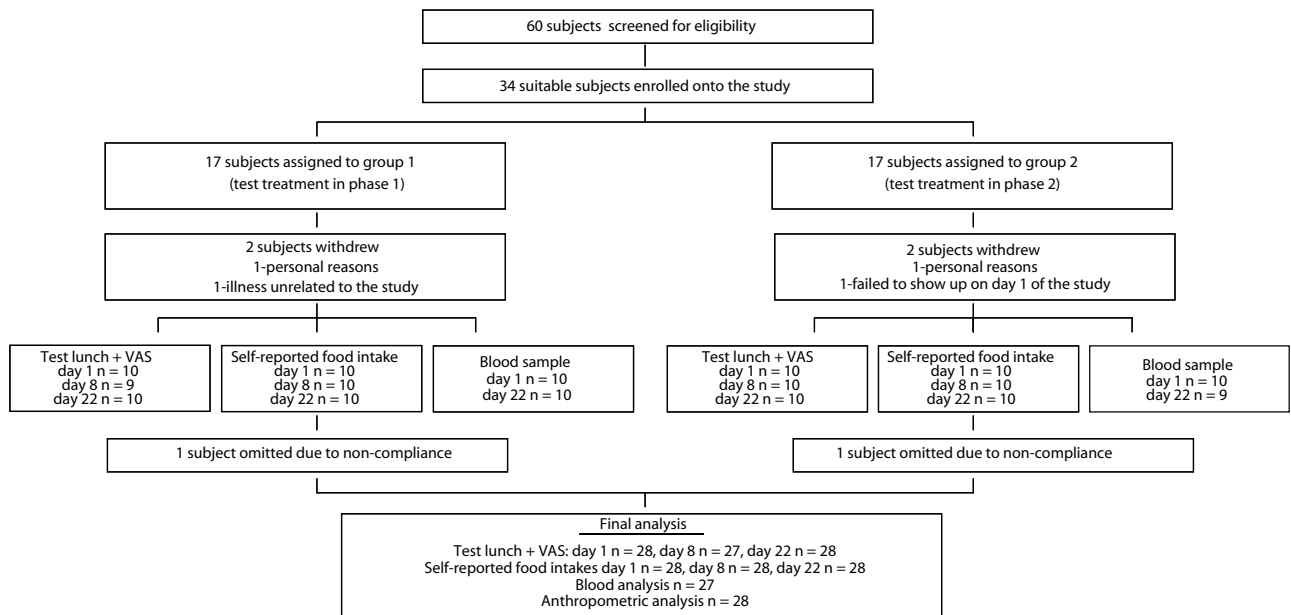 60 subjects screened for eligibility
34 suitable subjects enrolled onto the study
17 subjects assigned to group 1
(test treatment in phase 1)
17 subjects assigned to group 2
(test treatment in phase 2)
2 subjects withdrew
1-personal reasons
1-illness unrelated to the study
2 subjects withdrew
1-personal reasons
1-failed to show up on day 1 of the study
Test lunch + VAS
day 1 n = 10
day 8 n = 9
day 22 n = 10
Self-reported food intake
day 1 n = 10
day 8 n = 10
day 22 n = 10
Blood sample
day 1 n = 10
day 22 n = 10
Test lunch + VAS
day 1 n = 10
day 8 n = 10
day 22 n = 10
Self-reported food intake
day 1 n = 10
day 8 n = 10
day 22 n = 10
Blood sample
day 1 n = 10
day 22 n = 9
1 subject omitted due to non-compliance
1 subject omitted due to non-compliance
Final analysis
Test lunch + VAS: day 1 n = 28, day 8 n = 27, day 22 n = 28
Self-reported food intakes day 1 n = 28, day 8 n = 28, day 22 n = 28
Blood analysis n = 27
Anthropometric analysis n = 28